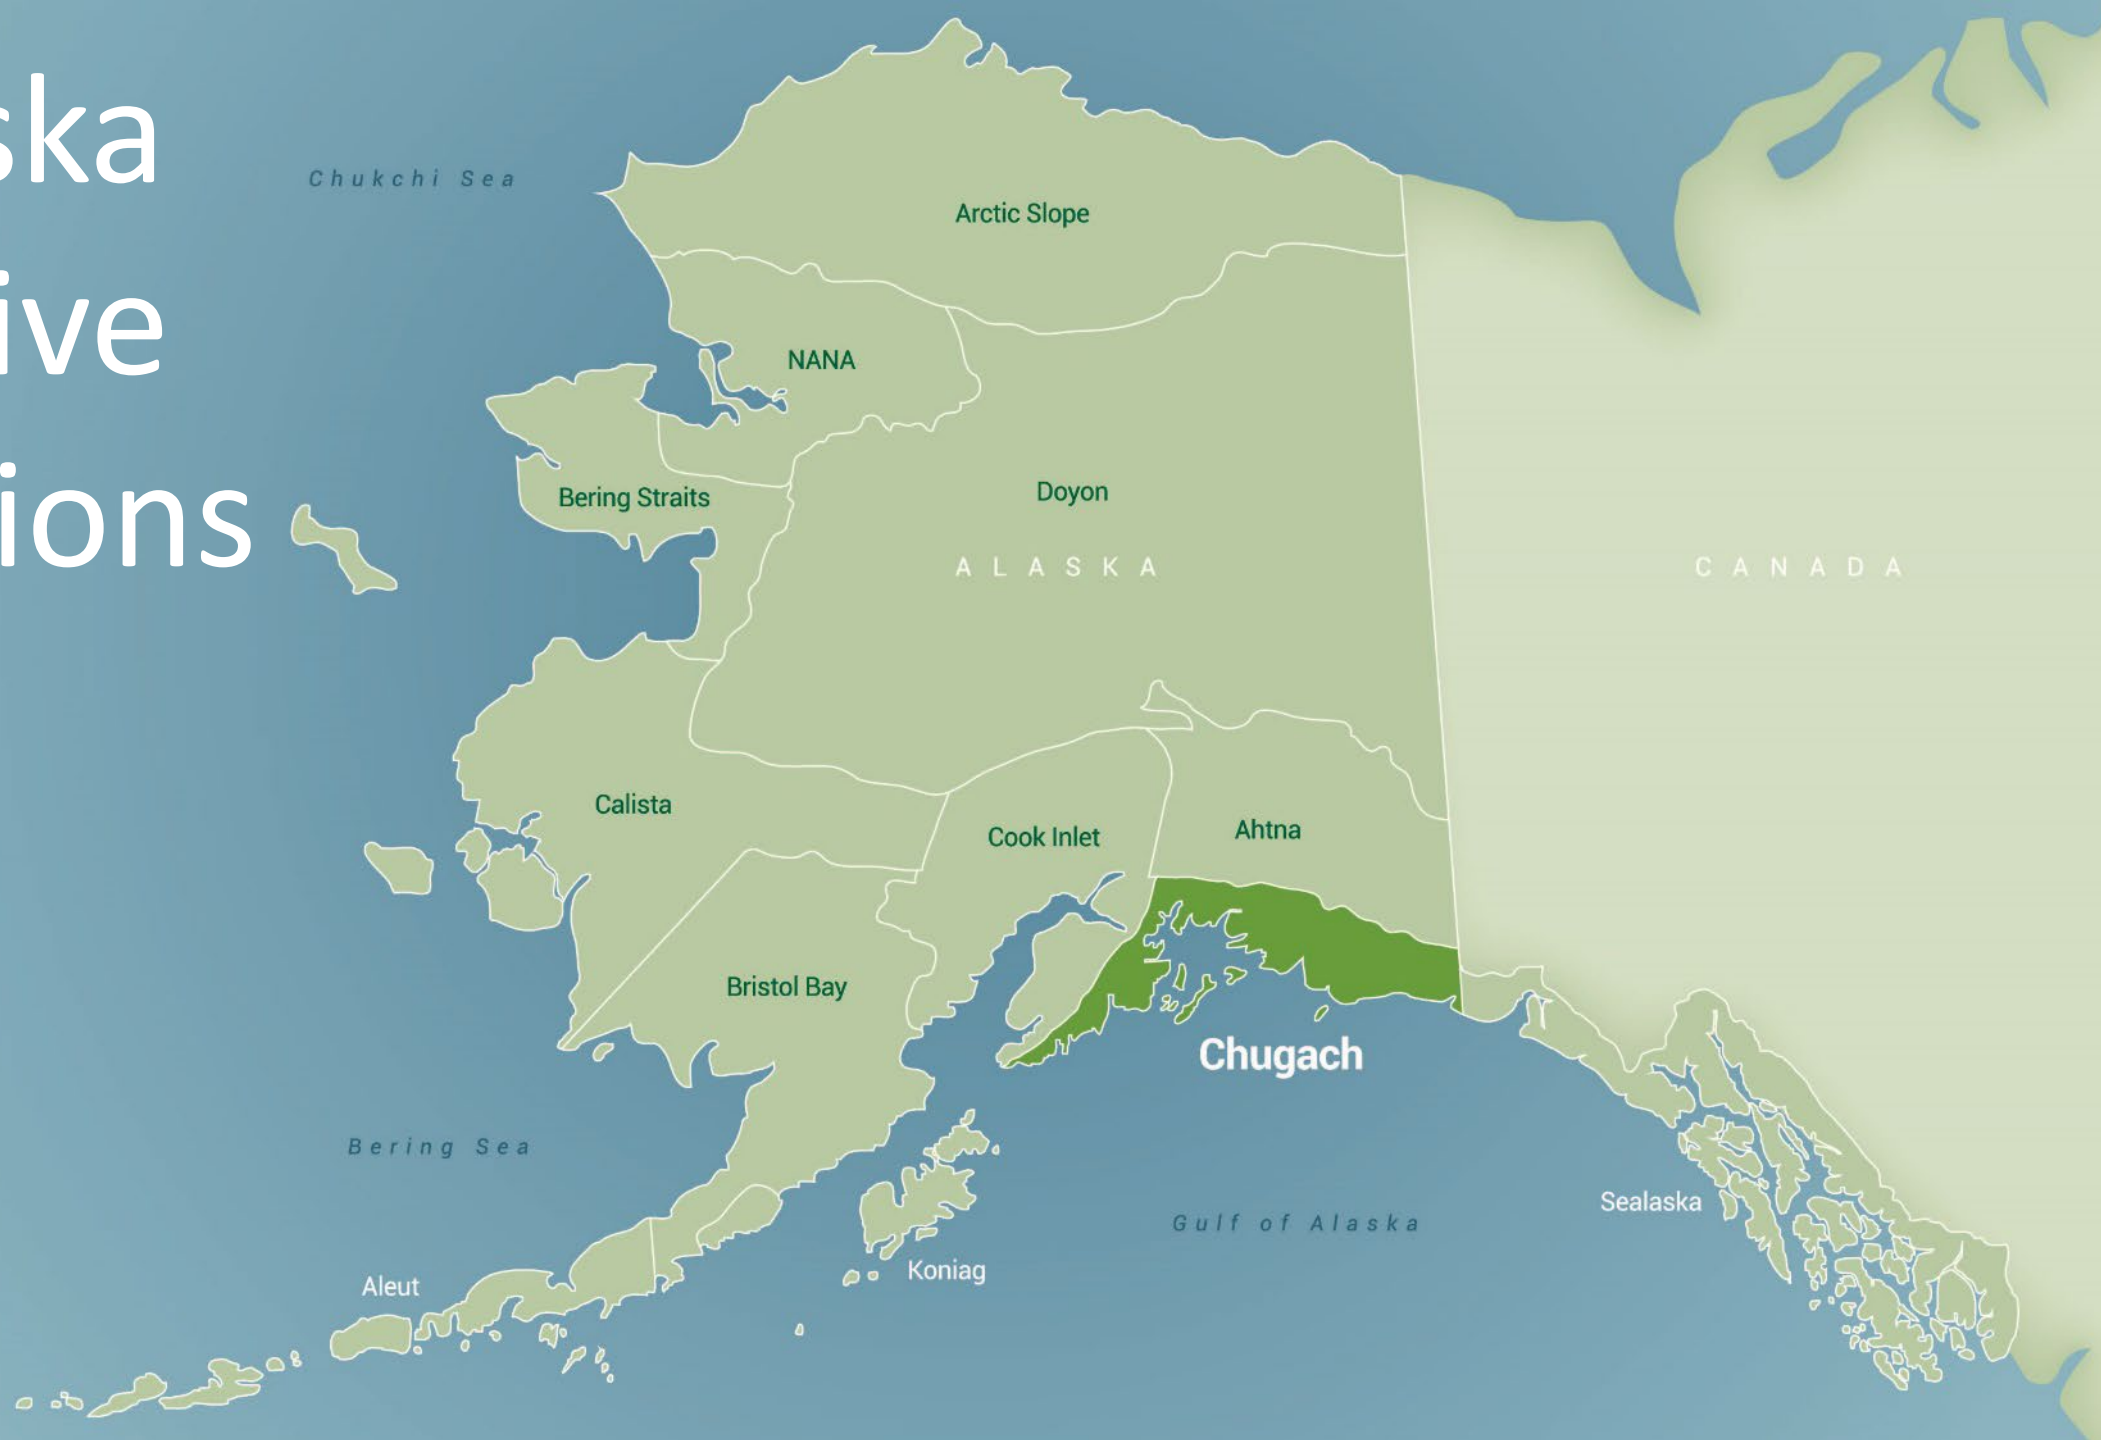 ska
ive
tions
Chukchi Sea
Arctic Slope
NANA
Bering Straits
Doyon
ALASKA
CANADA
Calista
Cook Inlet
Ahtna
Bristol Bay
Chugach
Bering Sea
Sealaska
Gulf of Alaska
Koniag
Aleut